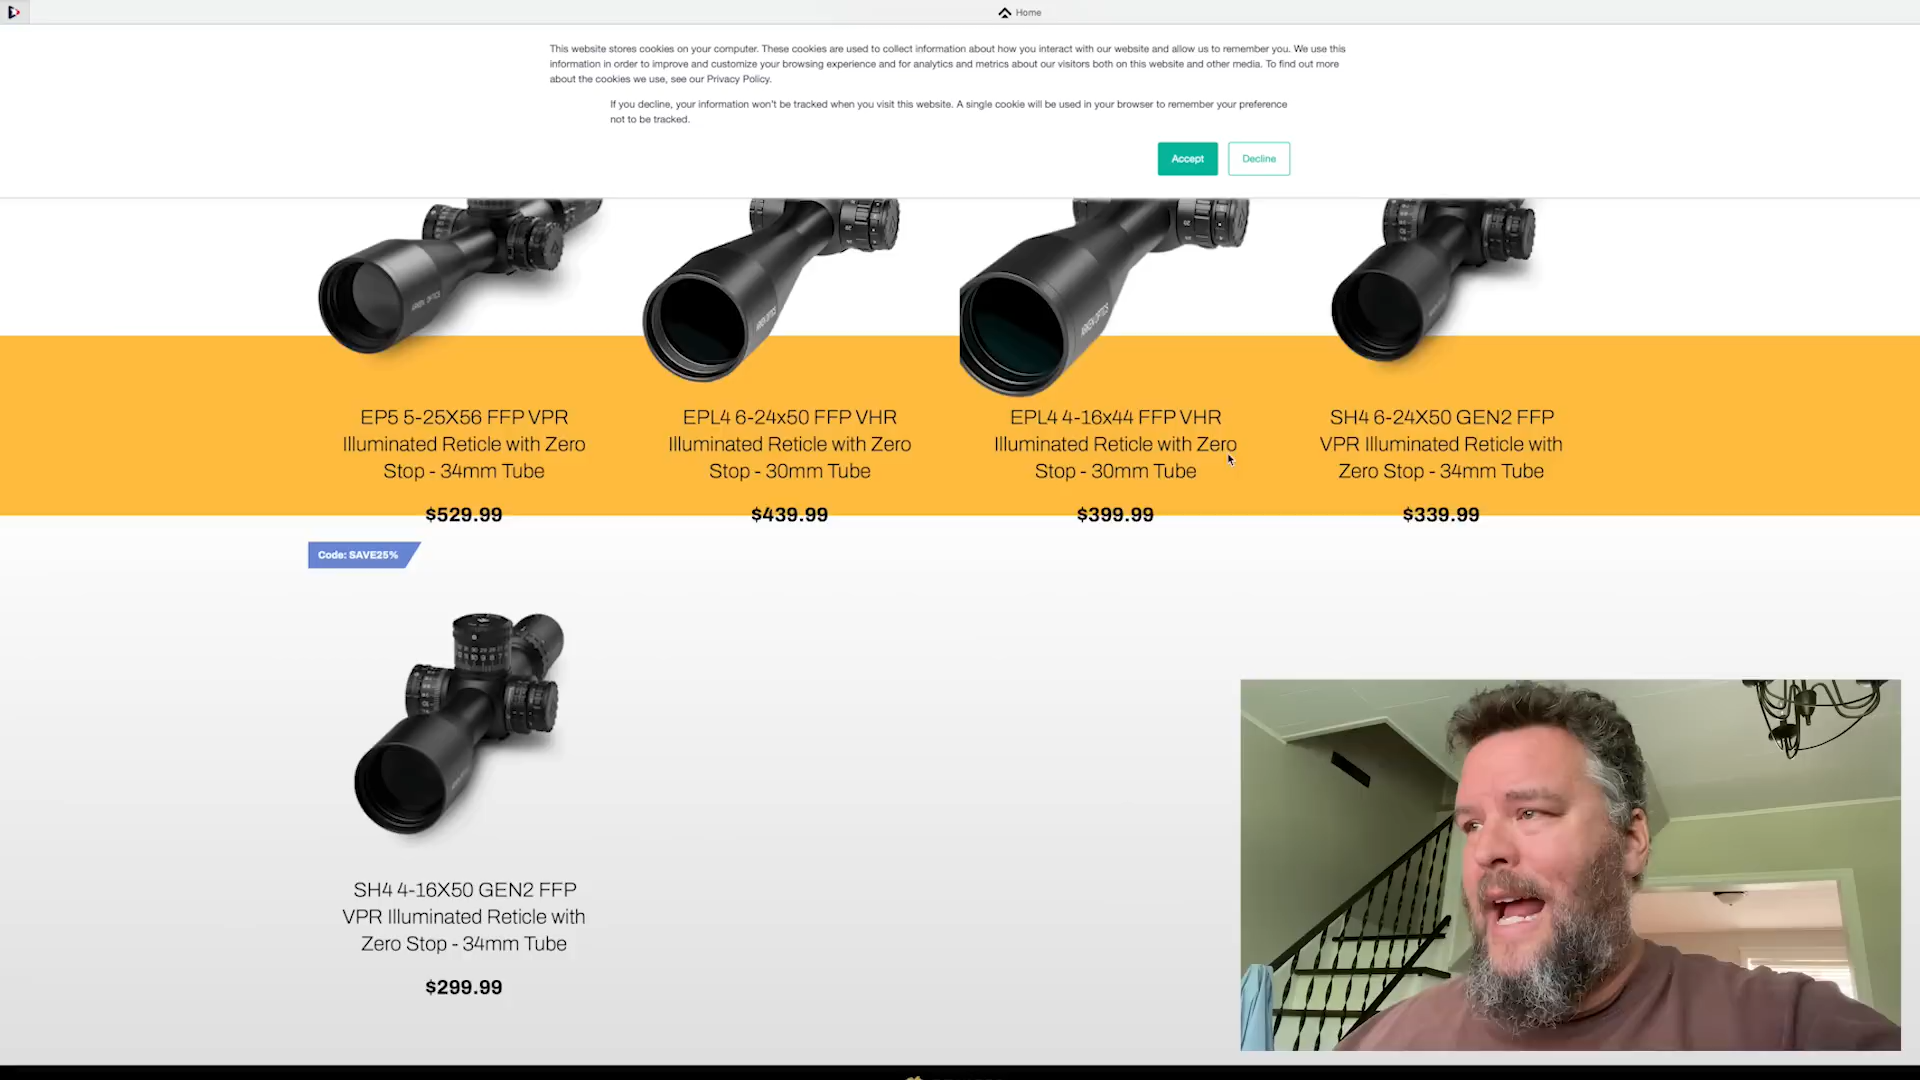 Home
This website stores cookies on your computer. These cookies are used to collect information about how you interact with our website and allow us to remember you. We use this
information in order to improve and customize your browsing experience and for analytics and metrics about our visitors both on this website and other media. To find out more
about the cookies we use, see our Privacy Policy.
If you decline, your information won't be tracked when you visit this website. A single cookie will be used in your browser to remember your preference
not to be tracked.
Accept
Decline
EP5 5-25X56 FFP VPR
Illuminated Reticle with Zero
Stop - 34mm Tube
$529.99
EPL4 6-24x50 FFP VHR
Illuminated Reticle with Zero
Stop - 30mm Tube
$439.99
EPL4 4-16x44 FFP VHR
Illuminated Reticle with Zero
Stop - 30mm Tube
$399.99
SH4 6-24X50 GEN2 FFP
VPR Illuminated Reticle with
Zero Stop - 34mm Tube
$339.99
Code: SAVE25%
SH4 4-16X50 GEN2 FFP
VPR Illuminated Reticle with
Zero Stop - 34mm Tube
$299.99